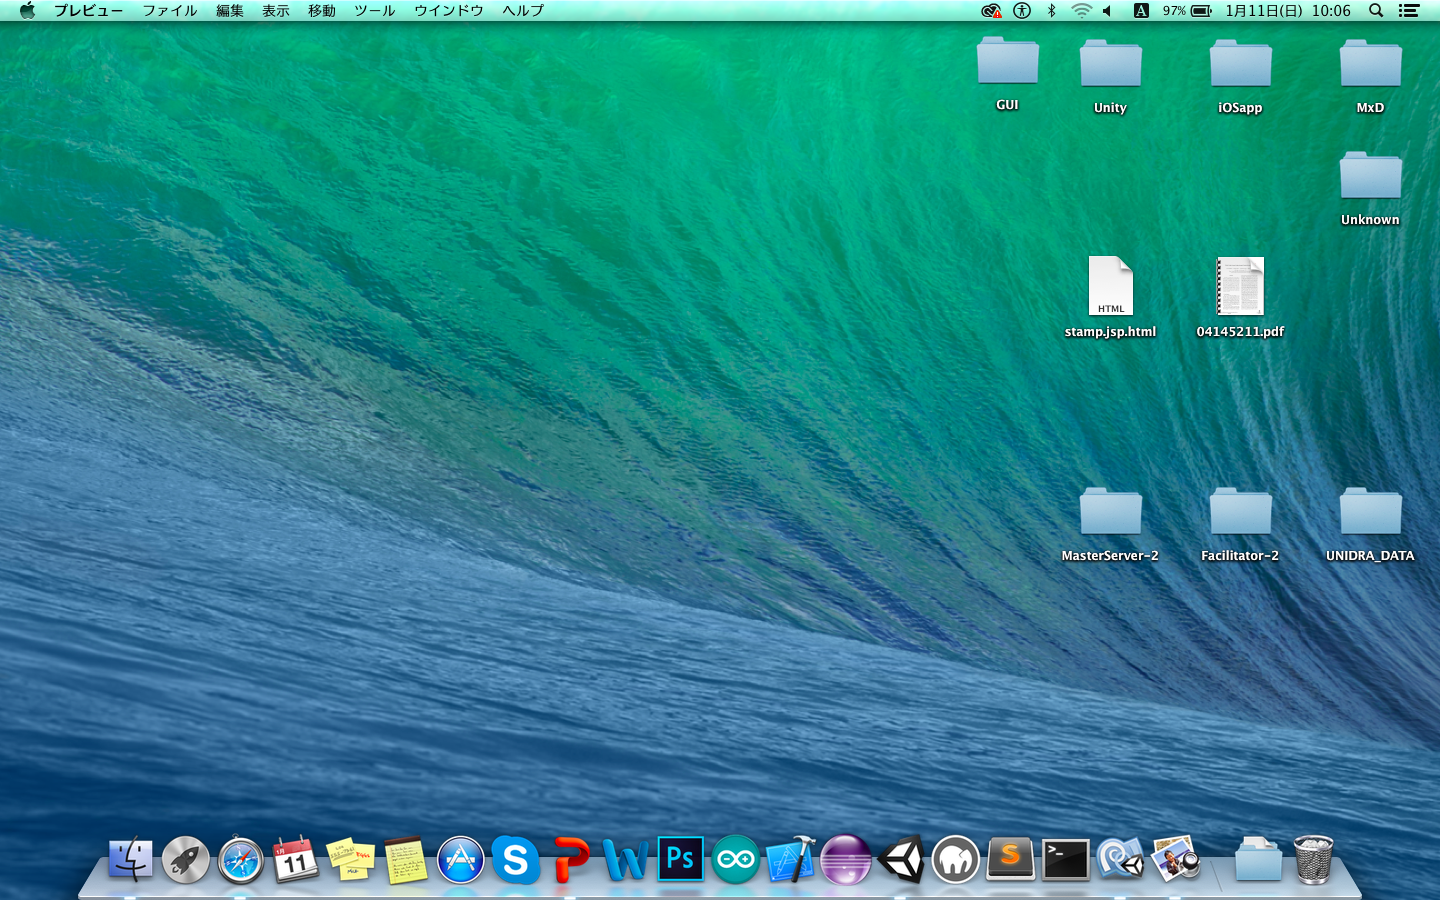 プレビュー ファイル 編集 表示 移動 ツール ウインドウ ヘルプ A 97% 1月11日(日) 10:06
GUI Unity iOSapp MxD
Unknown
HTML
stamp.jsp.html 04145211.pdf
MasterServer-2 Facilitator-2 UNIDRA_DATA
1月
11
S
P
W
Ps
S
>_